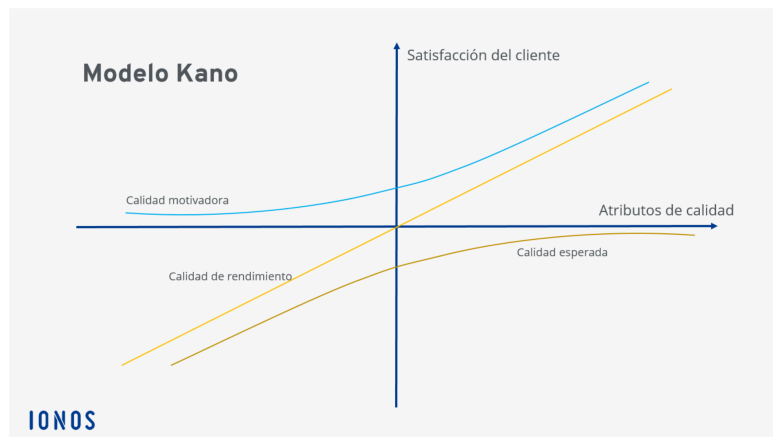 Modelo Kano
Satisfacción del cliente
Calidad motivadora
Atributos de calidad
Calidad esperada
Calidad de rendimiento
IONOS